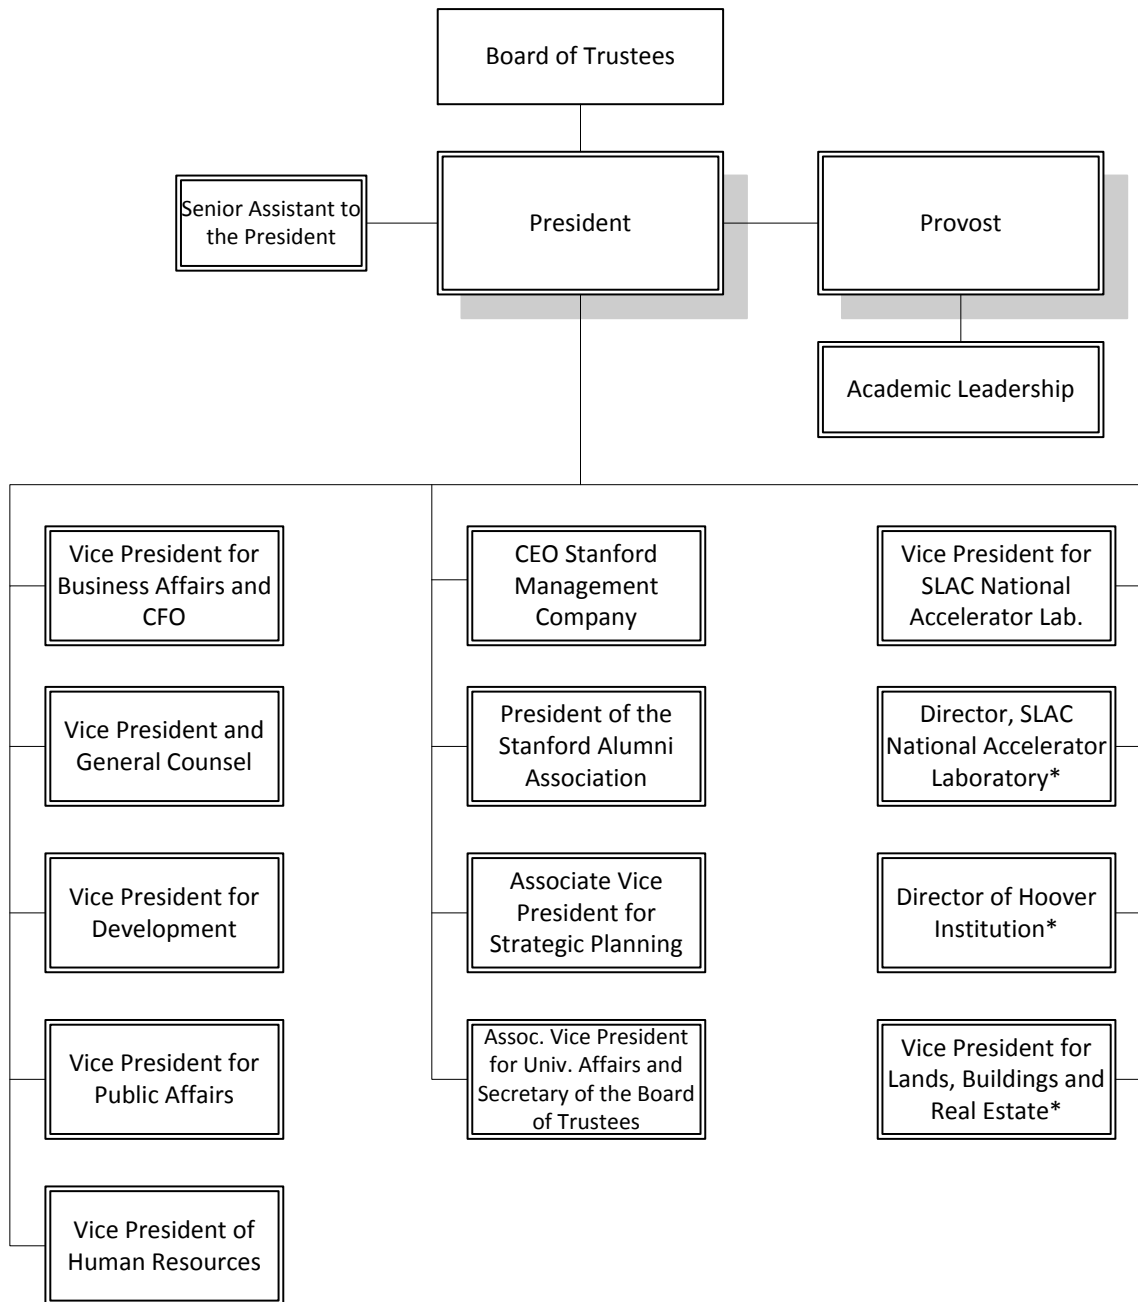 Board of Trustees
Senior Assistant to
the President
President
Provost
Academic Leadership
Vice President for
Business Affairs and
CFO
CEO Stanford
Management
Company
Vice President for
SLAC National
Accelerator Lab.
Vice President and
General Counsel
President of the
Stanford Alumni
Association
Director, SLAC
National Accelerator
Laboratory*
Vice President for
Development
Associate Vice
President for
Strategic Planning
Director of Hoover
Institution*
Vice President for
Public Affairs
Assoc. Vice President
for Univ. Affairs and
Secretary of the Board
of Trustees
Vice President for
Lands, Buildings and
Real Estate*
Vice President of
Human Resources